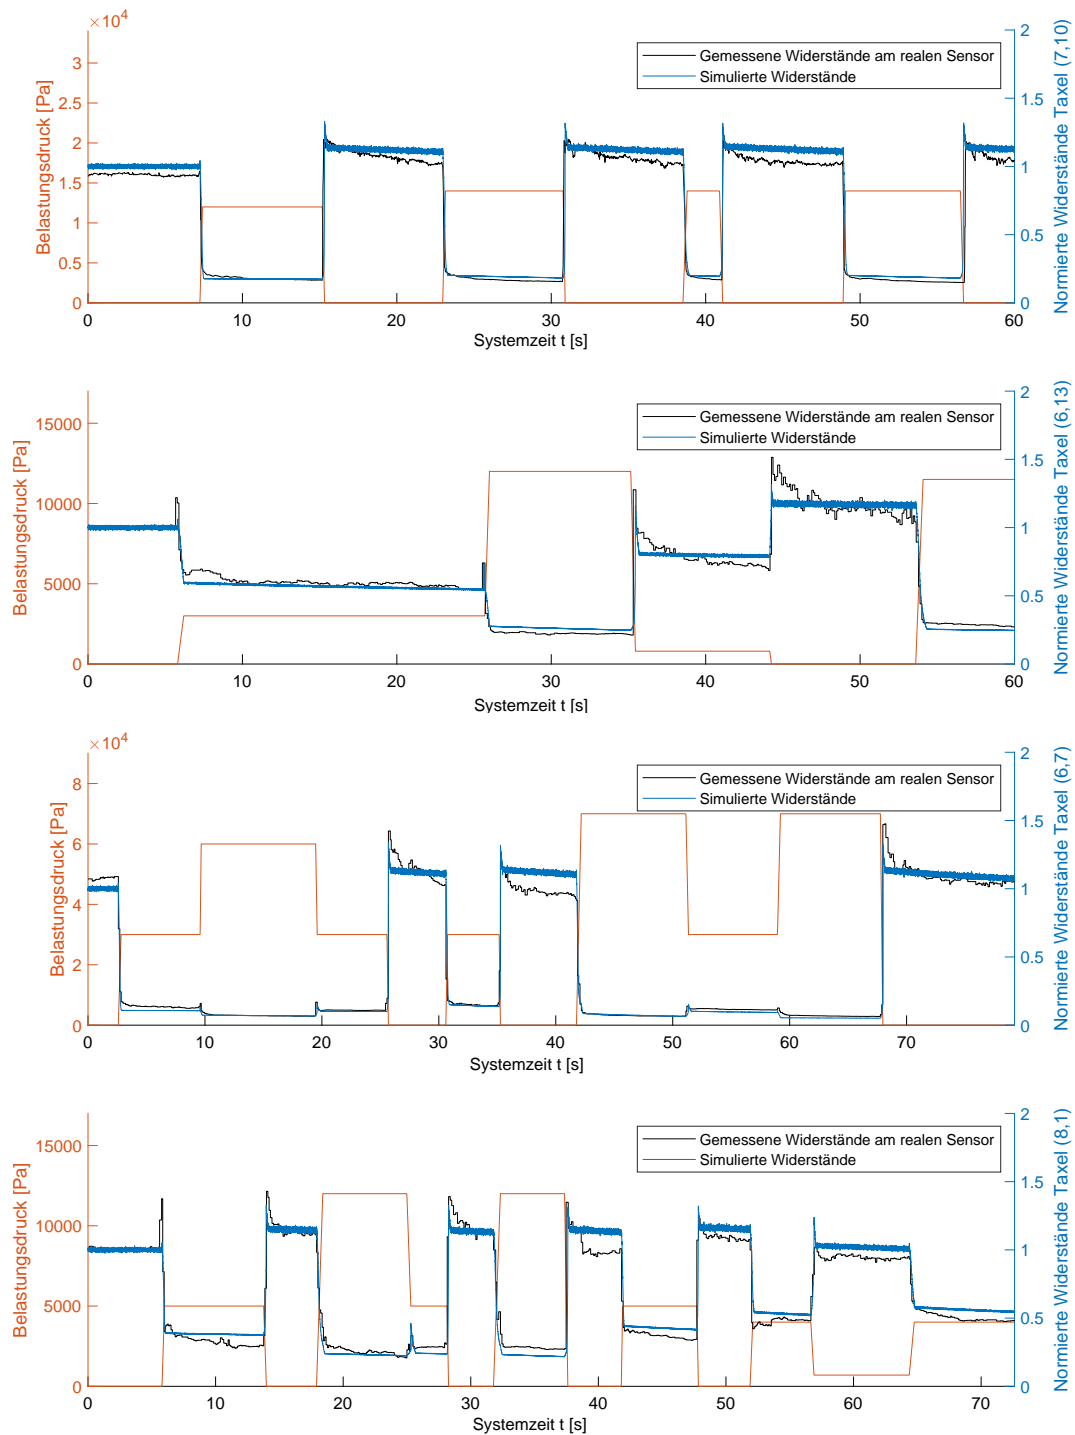 ×10⁴
Belastungsdruck [Pa]
3
2.5
2
1.5
1
0.5
0
Gemessene Widerstände am realen Sensor
Simulierte Widerstände
2
1.5
1
0.5
0
Normierte Widerstände Taxel (7,10)
0 10 20 30 40 50 60
Systemzeit t [s]
Belastungsdruck [Pa]
15000
10000
5000
0
Gemessene Widerstände am realen Sensor
Simulierte Widerstände
2
1.5
1
0.5
0
Normierte Widerstände Taxel (6,13)
0 10 20 30 40 50 60
Systemzeit t [s]
×10⁴
Belastungsdruck [Pa]
8
6
4
2
0
Gemessene Widerstände am realen Sensor
Simulierte Widerstände
2
1.5
1
0.5
0
Normierte Widerstände Taxel (6,7)
0 10 20 30 40 50 60 70
Systemzeit t [s]
Belastungsdruck [Pa]
15000
10000
5000
0
Gemessene Widerstände am realen Sensor
Simulierte Widerstände
2
1.5
1
0.5
0
Normierte Widerstände Taxel (8,1)
0 10 20 30 40 50 60 70
Systemzeit t [s]